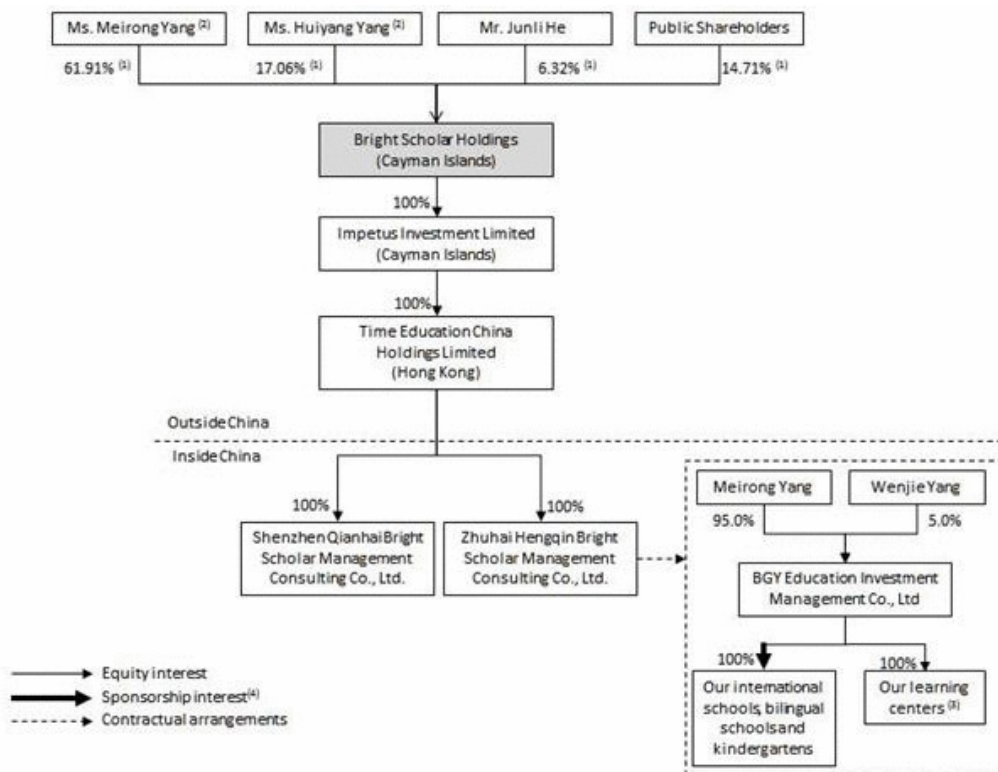 Ms. Meirong Yang (2)
Ms. Huiyang Yang (2)
Mr. Junli He
Public Shareholders
61.91% (1)
17.06% (1)
6.32% (1)
14.71% (1)
Bright Scholar Holdings
(Cayman Islands)
100%
Impetus Investment Limited
(Cayman Islands)
100%
Time Education China
Holdings Limited
(Hong Kong)
Outside China
Inside China
100%
100%
Shenzhen Qianhai Bright
Scholar Management
Consulting Co., Ltd.
Zhuhai Hengqin Bright
Scholar Management
Consulting Co., Ltd.
Meirong Yang
Wenjie Yang
95.0%
5.0%
BGY Education Investment
Management Co., Ltd
100%
100%
Our international
schools, bilingual
schools and
kindergartens
Our learning
centers (3)
Equity interest
Sponsorship interest(4)
Contractual arrangements